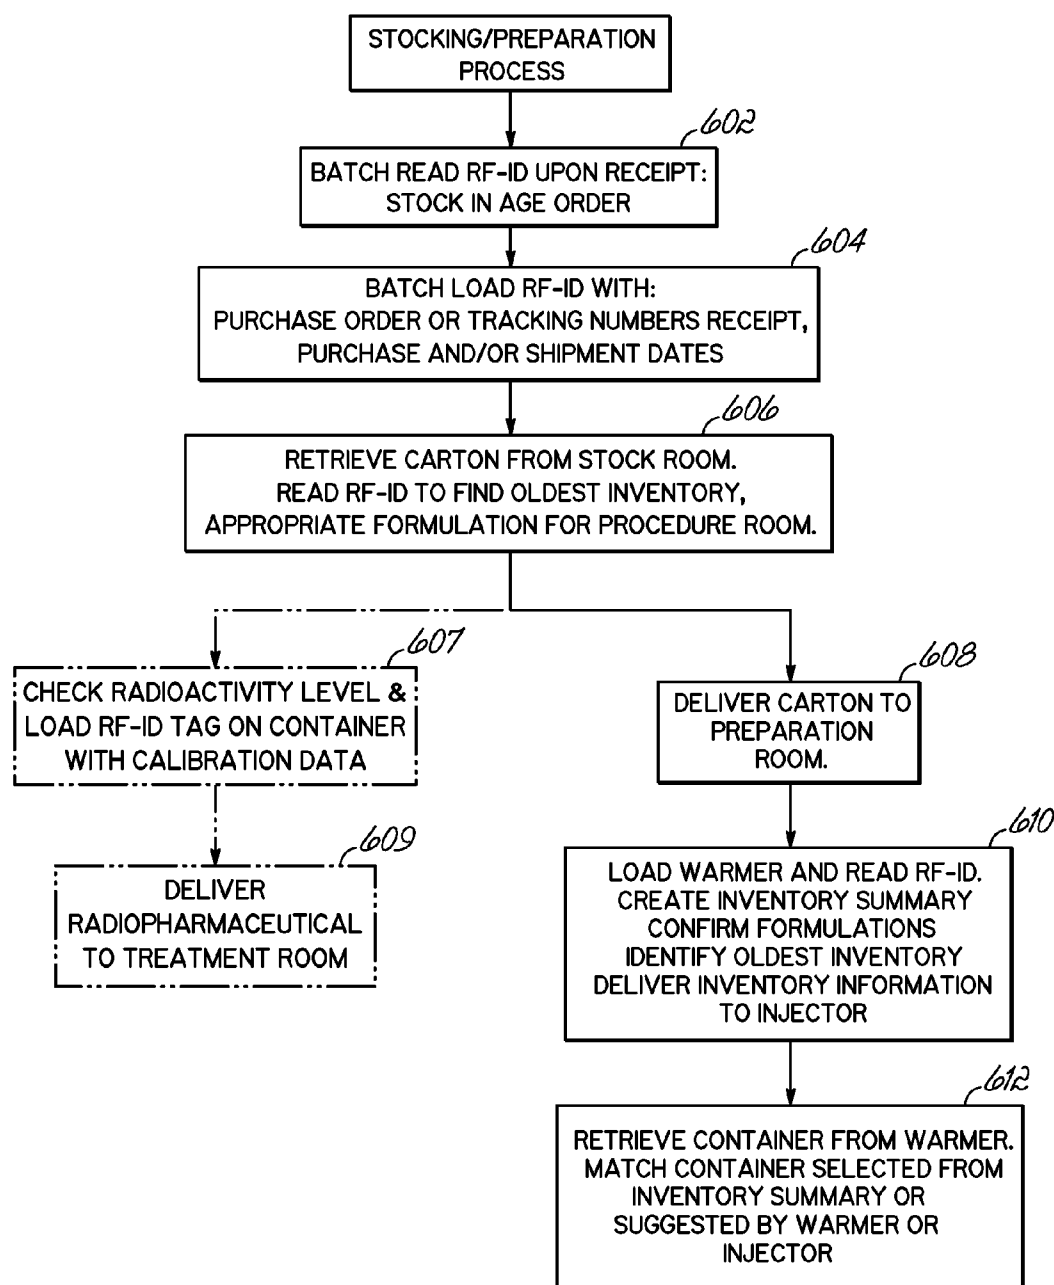 STOCKING/PREPARATION
PROCESS
602
BATCH READ RF-ID UPON RECEIPT:
STOCK IN AGE ORDER
604
BATCH LOAD RF-ID WITH:
PURCHASE ORDER OR TRACKING NUMBERS RECEIPT,
PURCHASE AND/OR SHIPMENT DATES
606
RETRIEVE CARTON FROM STOCK ROOM.
READ RF-ID TO FIND OLDEST INVENTORY,
APPROPRIATE FORMULATION FOR PROCEDURE ROOM.
607
CHECK RADIOACTIVITY LEVEL &
LOAD RF-ID TAG ON CONTAINER
WITH CALIBRATION DATA
608
DELIVER CARTON TO
PREPARATION
ROOM.
609
DELIVER
RADIOPHARMACEUTICAL
TO TREATMENT ROOM
610
LOAD WARMER AND READ RF-ID.
CREATE INVENTORY SUMMARY
CONFIRM FORMULATIONS
IDENTIFY OLDEST INVENTORY
DELIVER INVENTORY INFORMATION
TO INJECTOR
612
RETRIEVE CONTAINER FROM WARMER.
MATCH CONTAINER SELECTED FROM
INVENTORY SUMMARY OR
SUGGESTED BY WARMER OR
INJECTOR